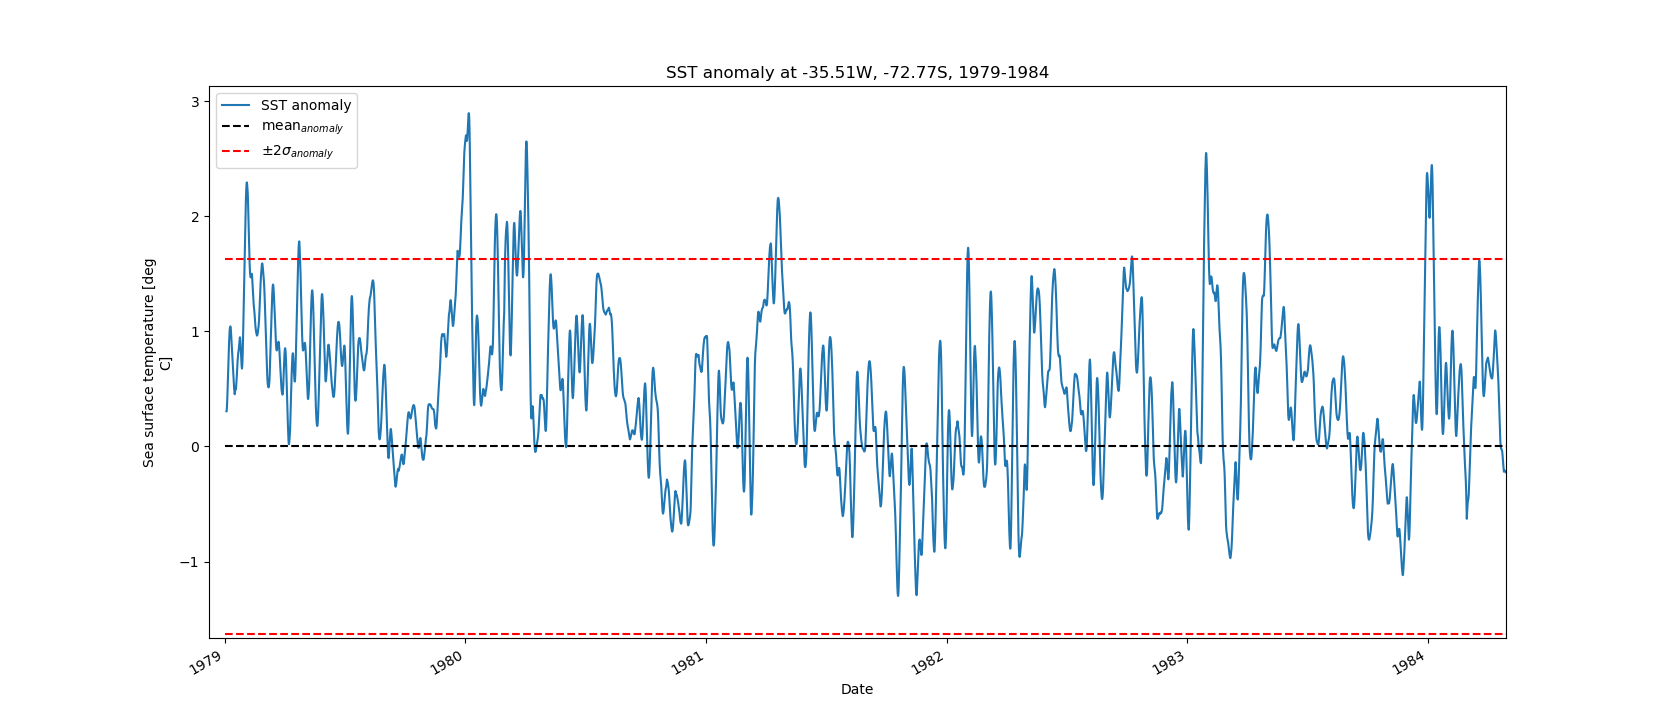 SST anomaly at -35.51W, -72.77S, 1979-1984
SST anomaly
mean_anomaly
±2σ_anomaly
3
2
1
0
−1
Sea surface temperature [deg
C]
1979
1980
1981
1982
1983
1984
Date